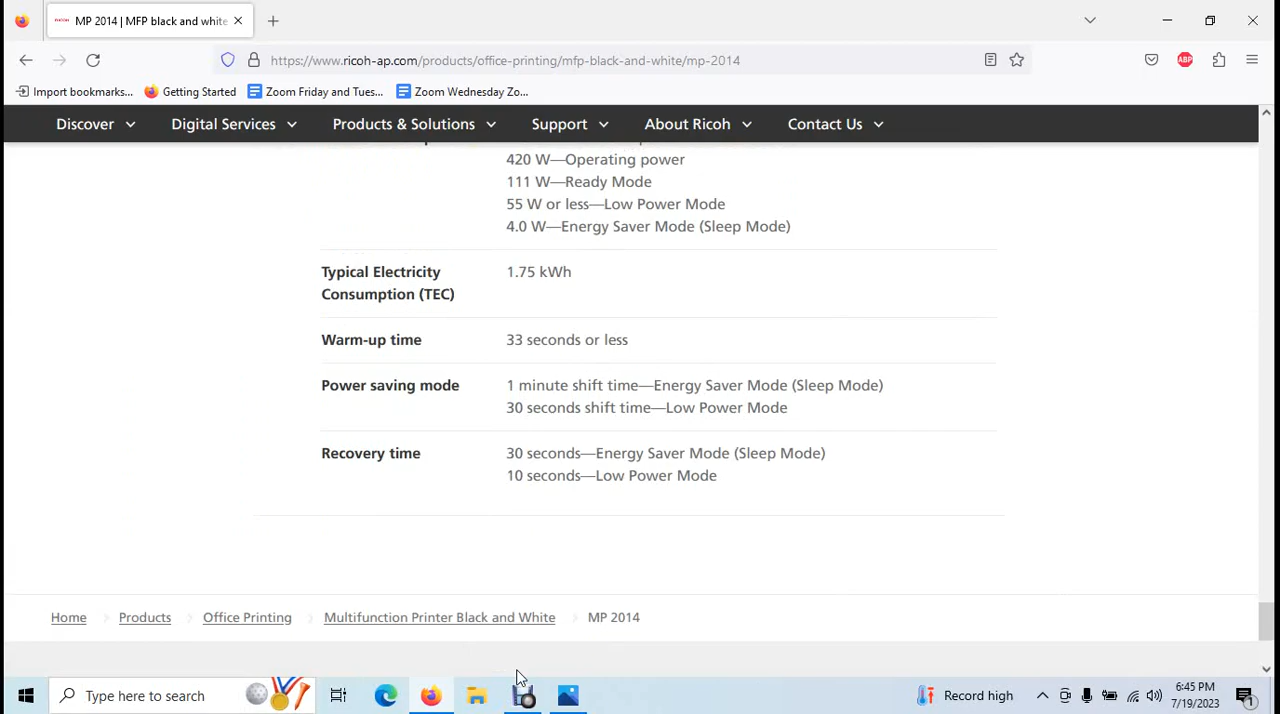 MP 2014 | MFP black and white
https://www.ricoh-ap.com/products/office-printing/mfp-black-and-white/mp-2014
ABP
Import bookmarks...
Getting Started
Zoom Friday and Tues...
Zoom Wednesday Zo...
Discover
Digital Services
Products & Solutions
Support
About Ricoh
Contact Us
420 W—Operating power
111 W—Ready Mode
55 W or less—Low Power Mode
4.0 W—Energy Saver Mode (Sleep Mode)
Typical Electricity Consumption (TEC)
1.75 kWh
Warm-up time
33 seconds or less
Power saving mode
1 minute shift time—Energy Saver Mode (Sleep Mode)
30 seconds shift time—Low Power Mode
Recovery time
30 seconds—Energy Saver Mode (Sleep Mode)
10 seconds—Low Power Mode
Home
Products
Office Printing
Multifunction Printer Black and White
MP 2014
Type here to search
Record high
6:45 PM
7/19/2023
1